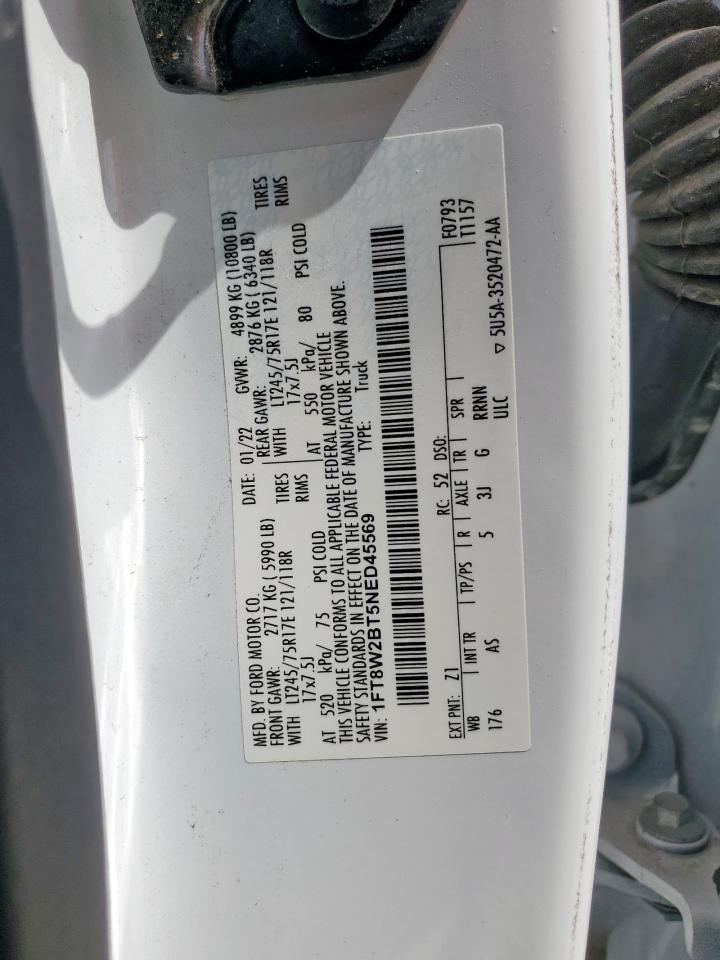 MFD. BY FORD MOTOR CO. DATE: 01/22 GVWR: 4899 KG (10800 LB)
FRONT GAWR: 2717 KG ( 5990 LB) REAR GAWR: 2876 KG ( 6340 LB)
WITH LT245/75R17E 121/118R TIRES WITH LT245/75R17E 121/118R TIRES
17x7.5J RIMS 17x7.5J RIMS
AT 520 kPa/ 75 PSI COLD AT 550 kPa/ 80 PSI COLD
THIS VEHICLE CONFORMS TO ALL APPLICABLE FEDERAL MOTOR VEHICLE
SAFETY STANDARDS IN EFFECT ON THE DATE OF MANUFACTURE SHOWN ABOVE.
VIN: 1FT8W2BT5NED45569 TYPE: Truck
F0793
EXT PNT: Z1 RC: 52 DSO: T1157
WB INT TR TP/PS R AXLE TR SPR
176 AS 5 3J G RRNN
ULC ▽ 5U5A-3520472-AA